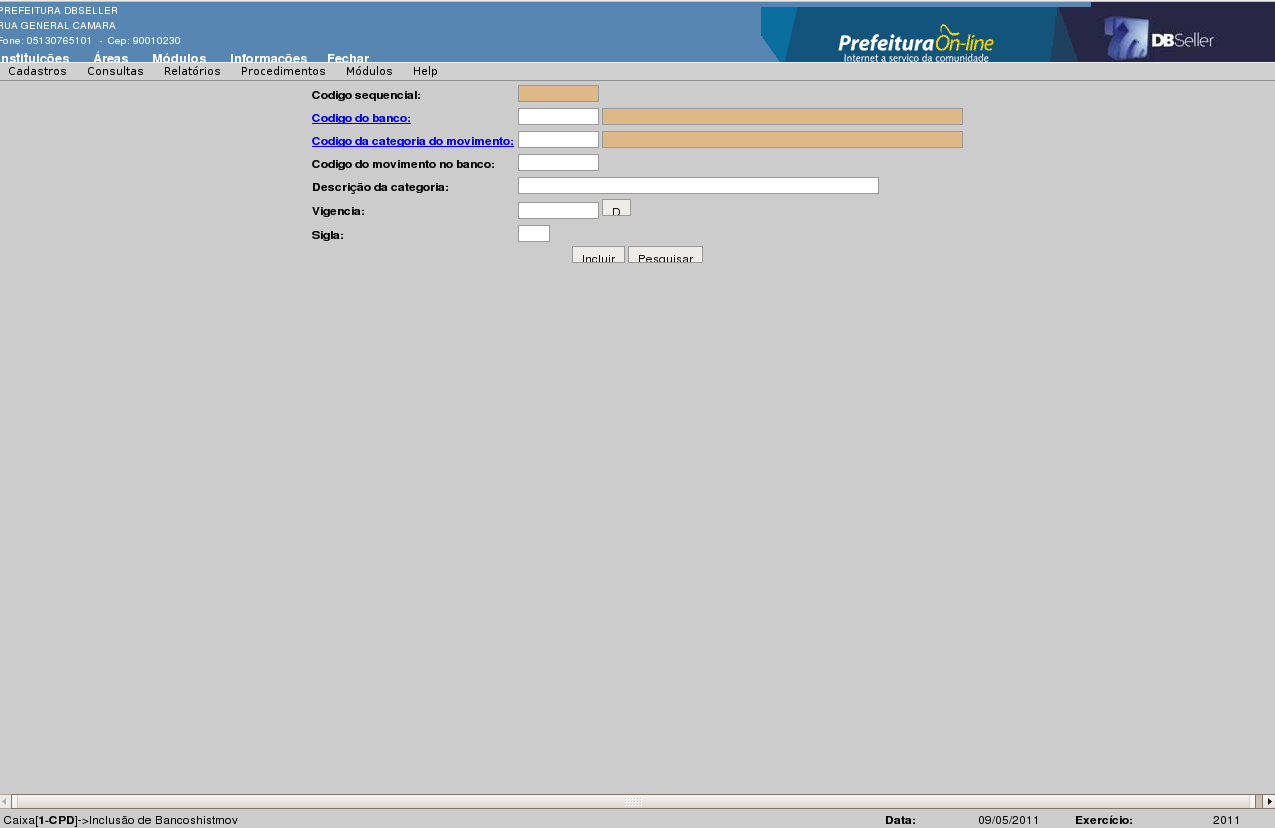 PREFEITURA DBSELLER
RUA GENERAL CAMARA
Fone: 05130765101 - Cep: 90010230
nstituições Áreas Módulos Informações Fechar
Prefeitura On-line
Internet a serviço da comunidade
DBSeller
Cadastros Consultas Relatórios Procedimentos Módulos Help
Codigo sequencial:
Codigo do banco:
Codigo da categoria do movimento:
Codigo do movimento no banco:
Descrição da categoria:
Vigencia: D
Sigla:
Incluir Pesquisar
Caixa[1-CPD]->Inclusão de Bancoshistmov Data: 09/05/2011 Exercício: 2011